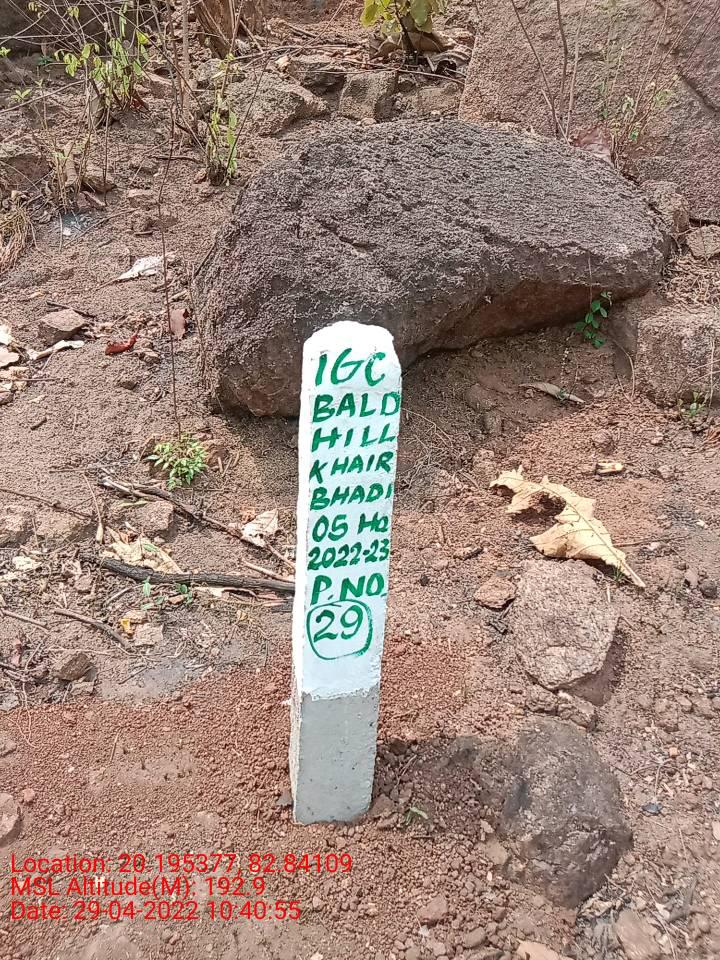 IGC
BALD
HILL
KHAIR
BHADI
05 Ha
2022-23
P. NO.
29
Location: 20.195377, 82.84109
MSL Altitude(M): 192.9
Date: 29-04-2022 10:40:55